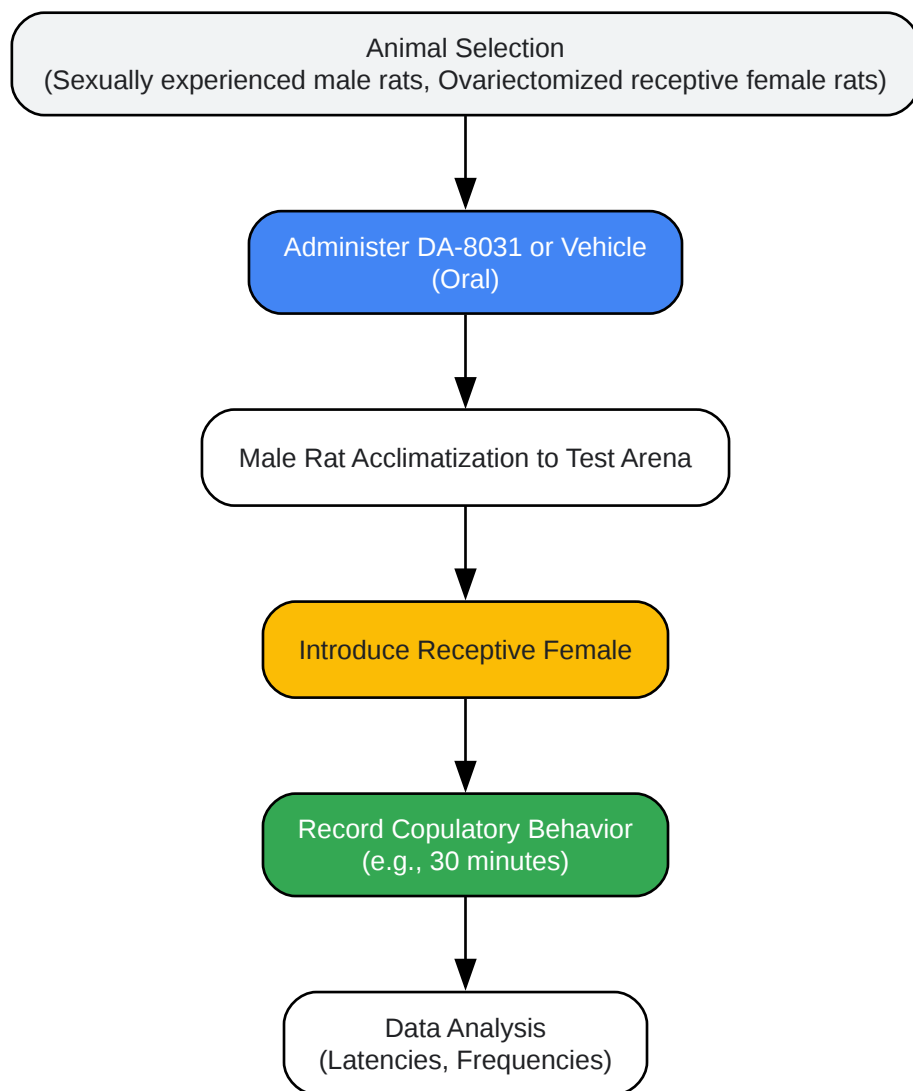 Animal Selection
(Sexually experienced male rats, Ovariectomized receptive female rats)
Administer DA-8031 or Vehicle
(Oral)
Male Rat Acclimatization to Test Arena
Introduce Receptive Female
Record Copulatory Behavior
(e.g., 30 minutes)
Data Analysis
(Latencies, Frequencies)